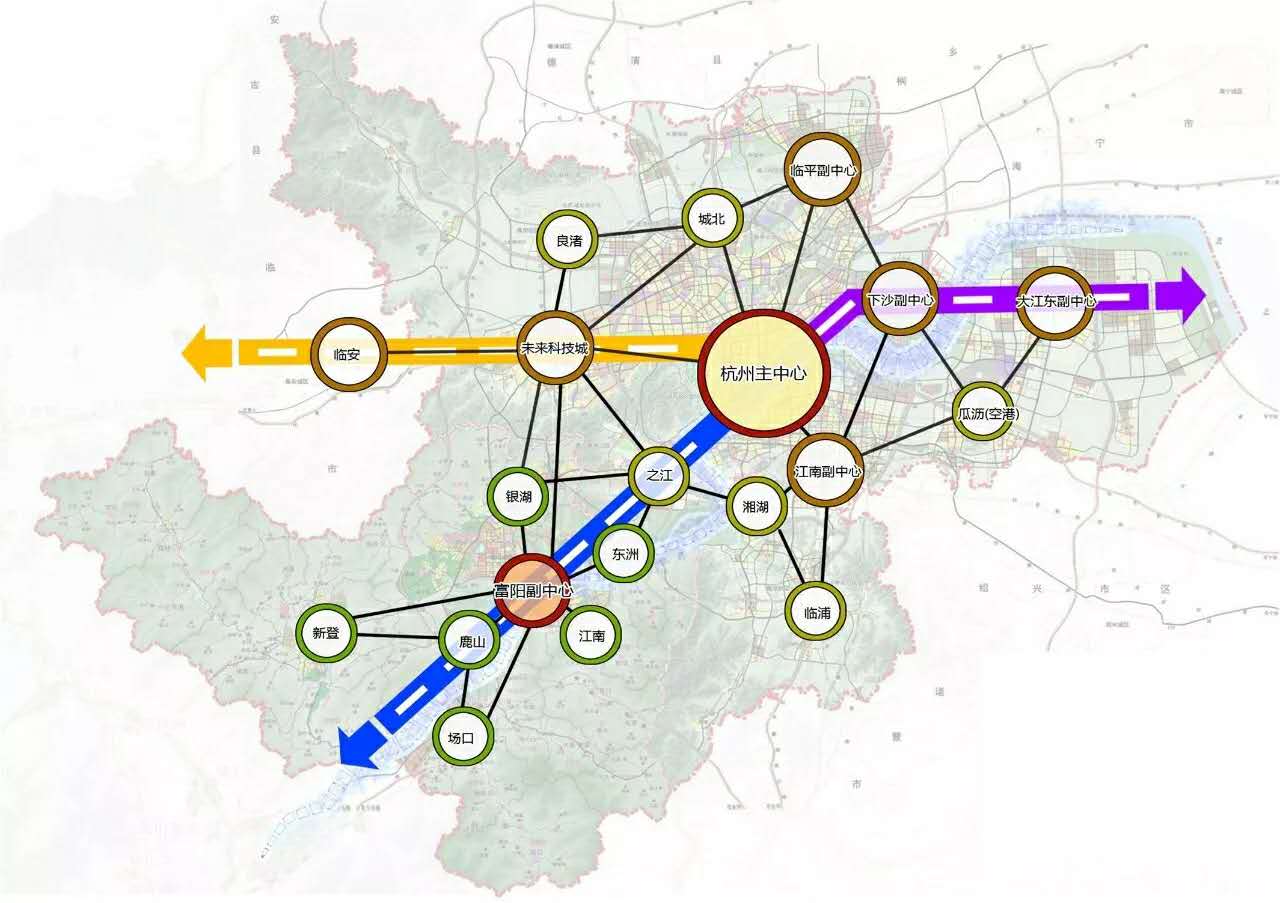 安
乡
德
清
县
桐
吉
市
宁
县
海
临平副中心
城北
良渚
临
下沙副中心
大江东副中心
未来科技城
临安
杭州主中心
瓜沥(空港)
市
江南副中心
之江
银湖
湘湖
东洲
富阳副中心
绍
兴
市
区
临浦
新登
江南
鹿山
诸
暨
场口
市